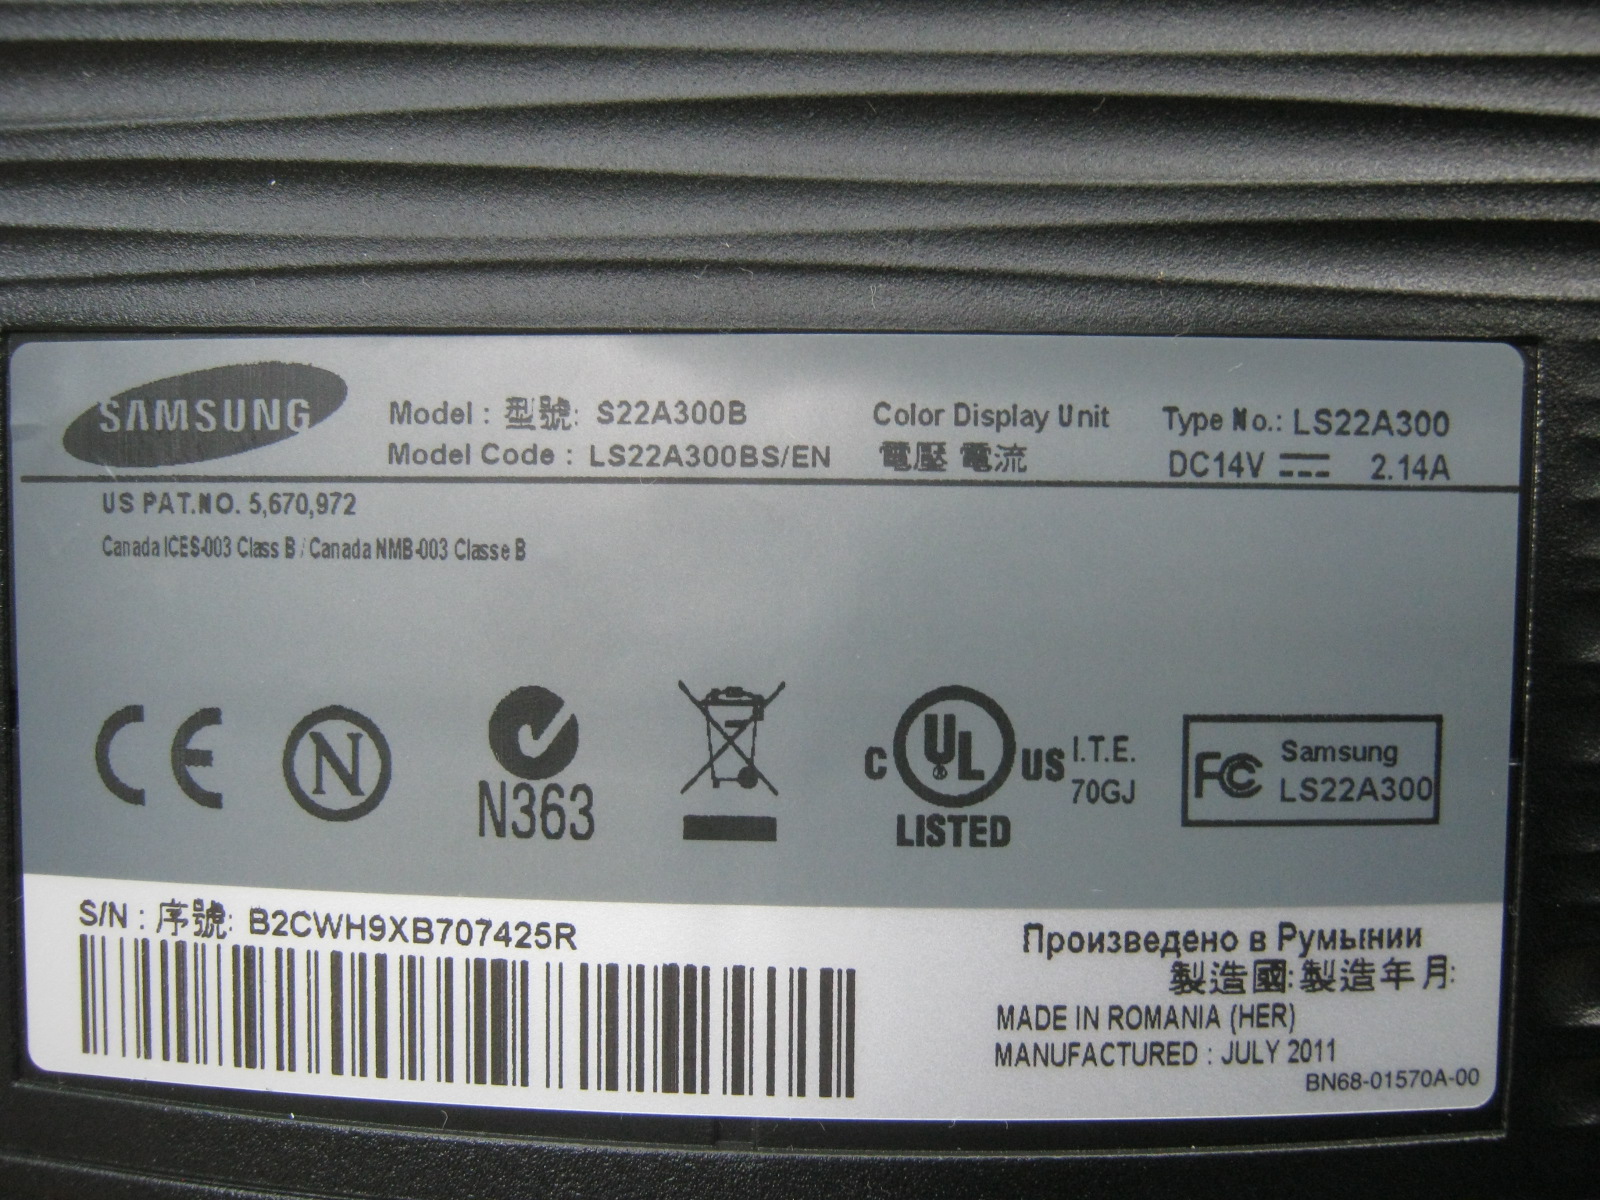 SAMSUNG
Model : 型號: S22A300B
Model Code : LS22A300BS/EN
Color Display Unit
電壓 電流
Type No.: LS22A300
DC14V 2.14A
US PAT.NO. 5,670,972
Canada ICES-003 Class B / Canada NMB-003 Classe B
CE
N
N363
C UL US
LISTED
I.T.E.
70GJ
FC
Samsung
LS22A300
S/N : 序號: B2CWH9XB707425R
Произведено в Румынии
製造國: 製造年月:
MADE IN ROMANIA (HER)
MANUFACTURED : JULY 2011
BN68-01570A-00